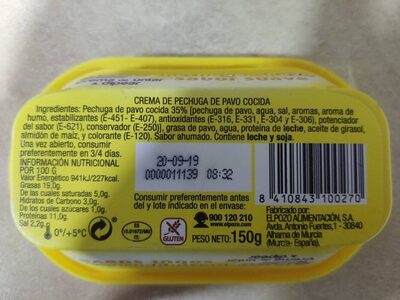 CREMA DE PECHUGA DE PAVO COCIDA
Ingredientes: Pechuga de pavo cocida 35% [pechuga de pavo, agua, sal, aromas, aroma de
humo, estabilizantes (E-451 - E-407), antioxidantes (E-316, E-331, E-304 y E-306), potenciador
del sabor (E-621), conservador (E-250)], grasa de pavo, agua, proteína de leche, aceite de girasol,
almidón de maíz, y colorante (E-120). Sabor ahumado. Contiene leche y soja.
Una vez abierto, consumir
preferentemente en 3/4 días.
INFORMACIÓN NUTRICIONAL
POR 100 G
Valor Energético 941kJ/227kcal.
Grasas 19,0g
De las cuales saturadas 5,0g
Hidratos de Carbono 3,0g
De los cuales azúcares 1,0g
Proteínas 11,0g
Sal 2,2g
0°/+5°C
20-09-19
0000011139 08:32
Consumir preferentemente antes
del y lote indicado en el envase.
900 120 210
www.elpozo.com
ES
10.01672/MU
CE
SIN
GLUTEN
PESO NETO: 150g
8 410843 100270
Fabricado por:
ELPOZO ALIMENTACIÓN, S.A.
Avda. Antonio Fuertes, 1 - 30840
Alhama de Murcia
(Murcia- España).